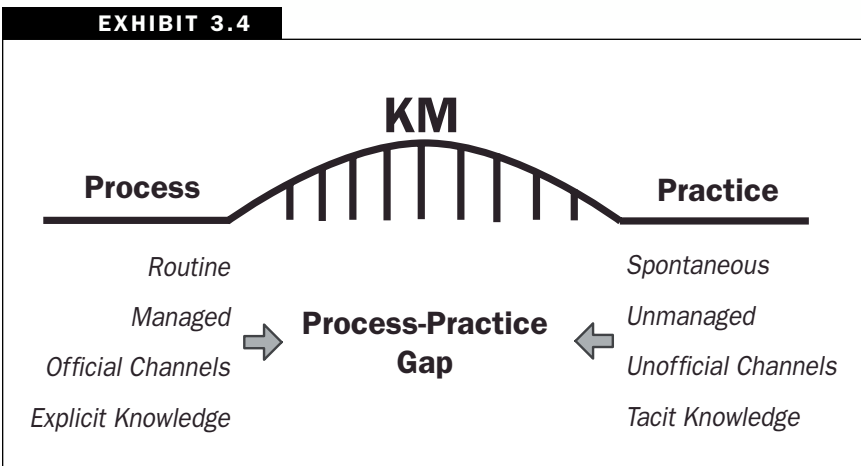 EXHIBIT 3.4
KM
Process
Practice
Routine
Managed
Official Channels
Explicit Knowledge
Process-Practice
Gap
Spontaneous
Unmanaged
Unofficial Channels
Tacit Knowledge